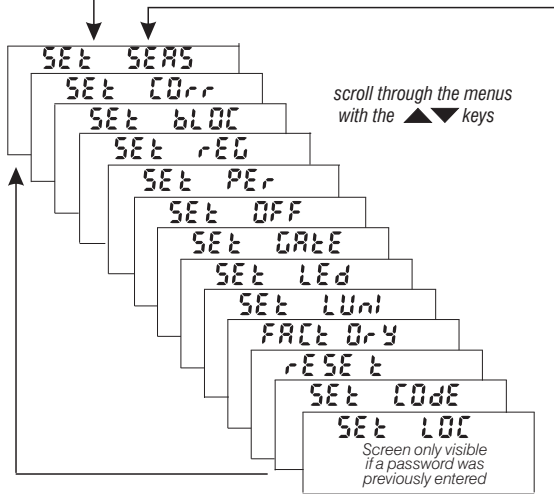 SEt SEAS
SEt COrr
scroll through the menus
with the ▲▼ keys
SEt bLOC
SEt rEG
SEt PEr
SEt OFF
SEt GAtE
SEt LEd
SEt LUnI
FACt OrY
rESEt
SEt COdE
SEt LOC
Screen only visible
if a password was
previously entered